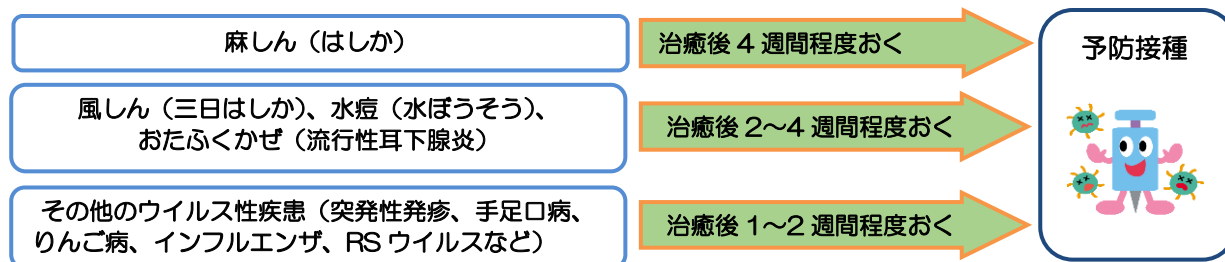 麻しん（はしか）
治癒後 4 週間程度おく
予防接種
風しん（三日はしか）、水痘（水ぼうそう）、
おたふくかぜ（流行性耳下腺炎）
治癒後 2～4 週間程度おく
その他のウイルス性疾患（突発性発疹、手足口病、
りんご病、インフルエンザ、RS ウイルスなど）
治癒後 1～2 週間程度おく